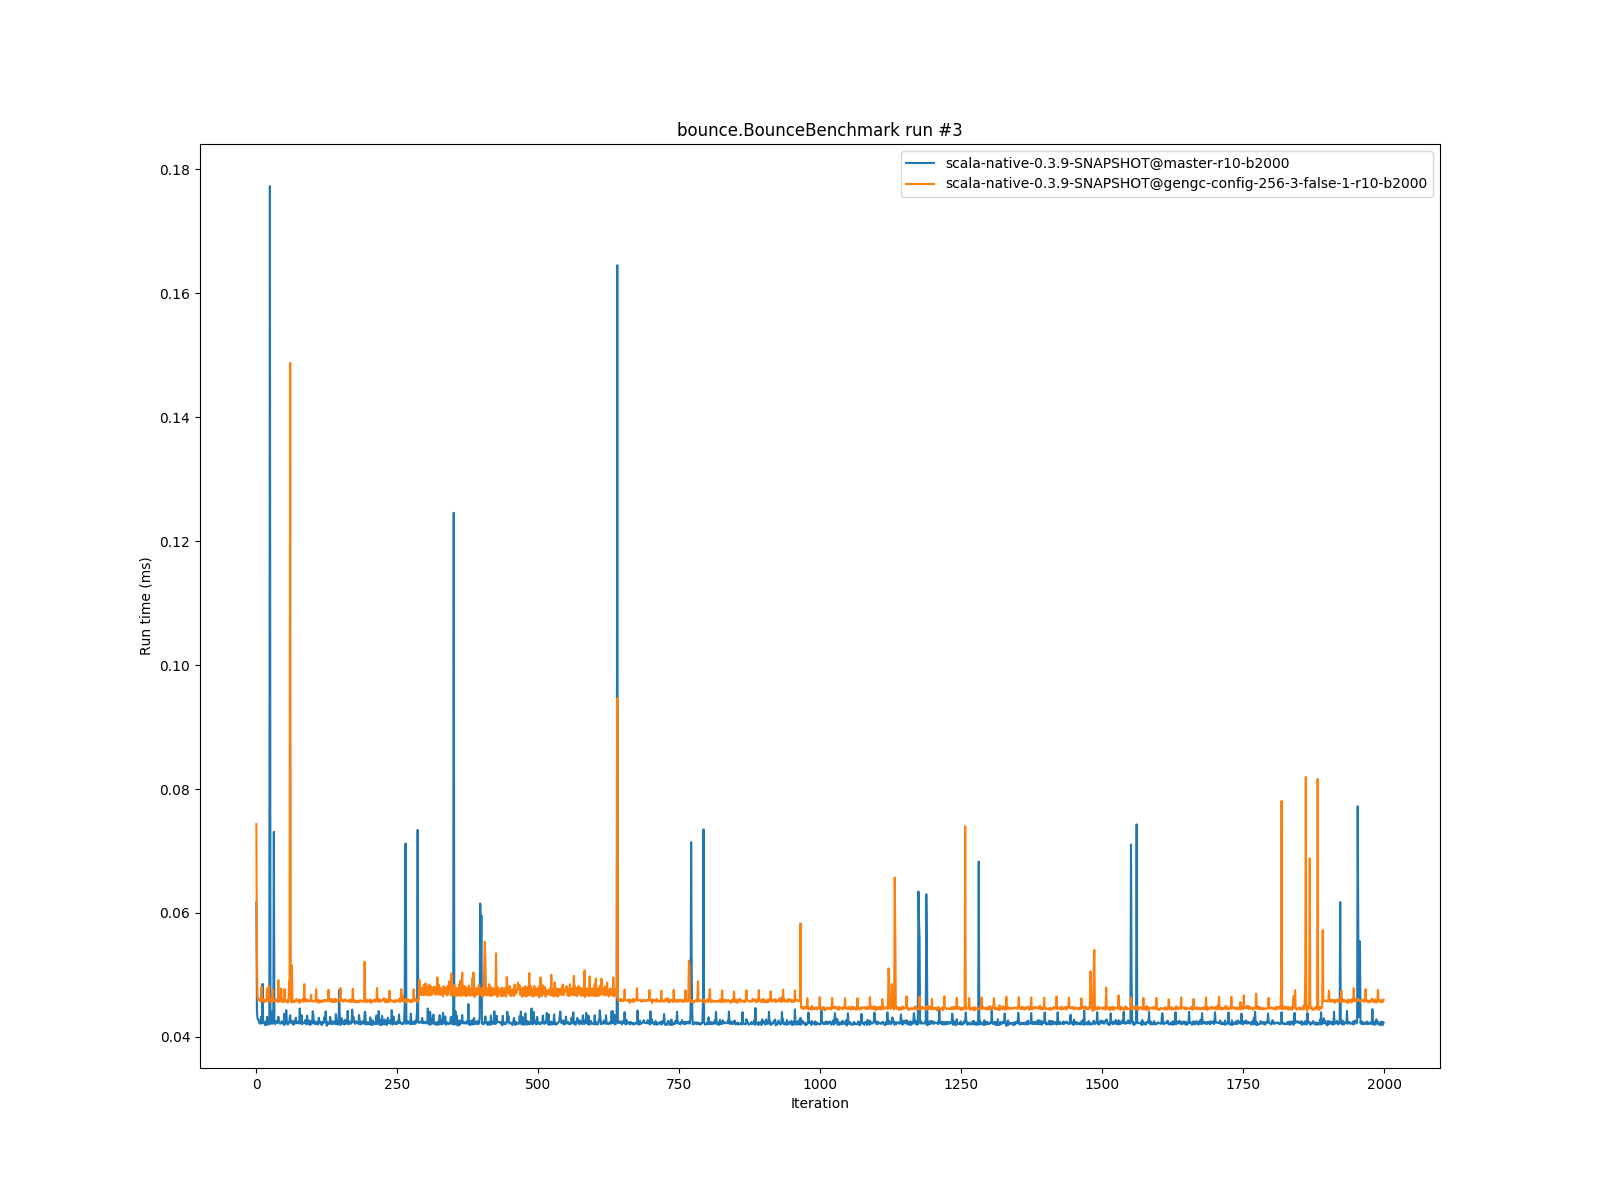 bounce.BounceBenchmark run #3
scala-native-0.3.9-SNAPSHOT@master-r10-b2000
scala-native-0.3.9-SNAPSHOT@gengc-config-256-3-false-1-r10-b2000
Run time (ms)
0.18
0.16
0.14
0.12
0.10
0.08
0.06
0.04
0 250 500 750 1000 1250 1500 1750 2000
Iteration